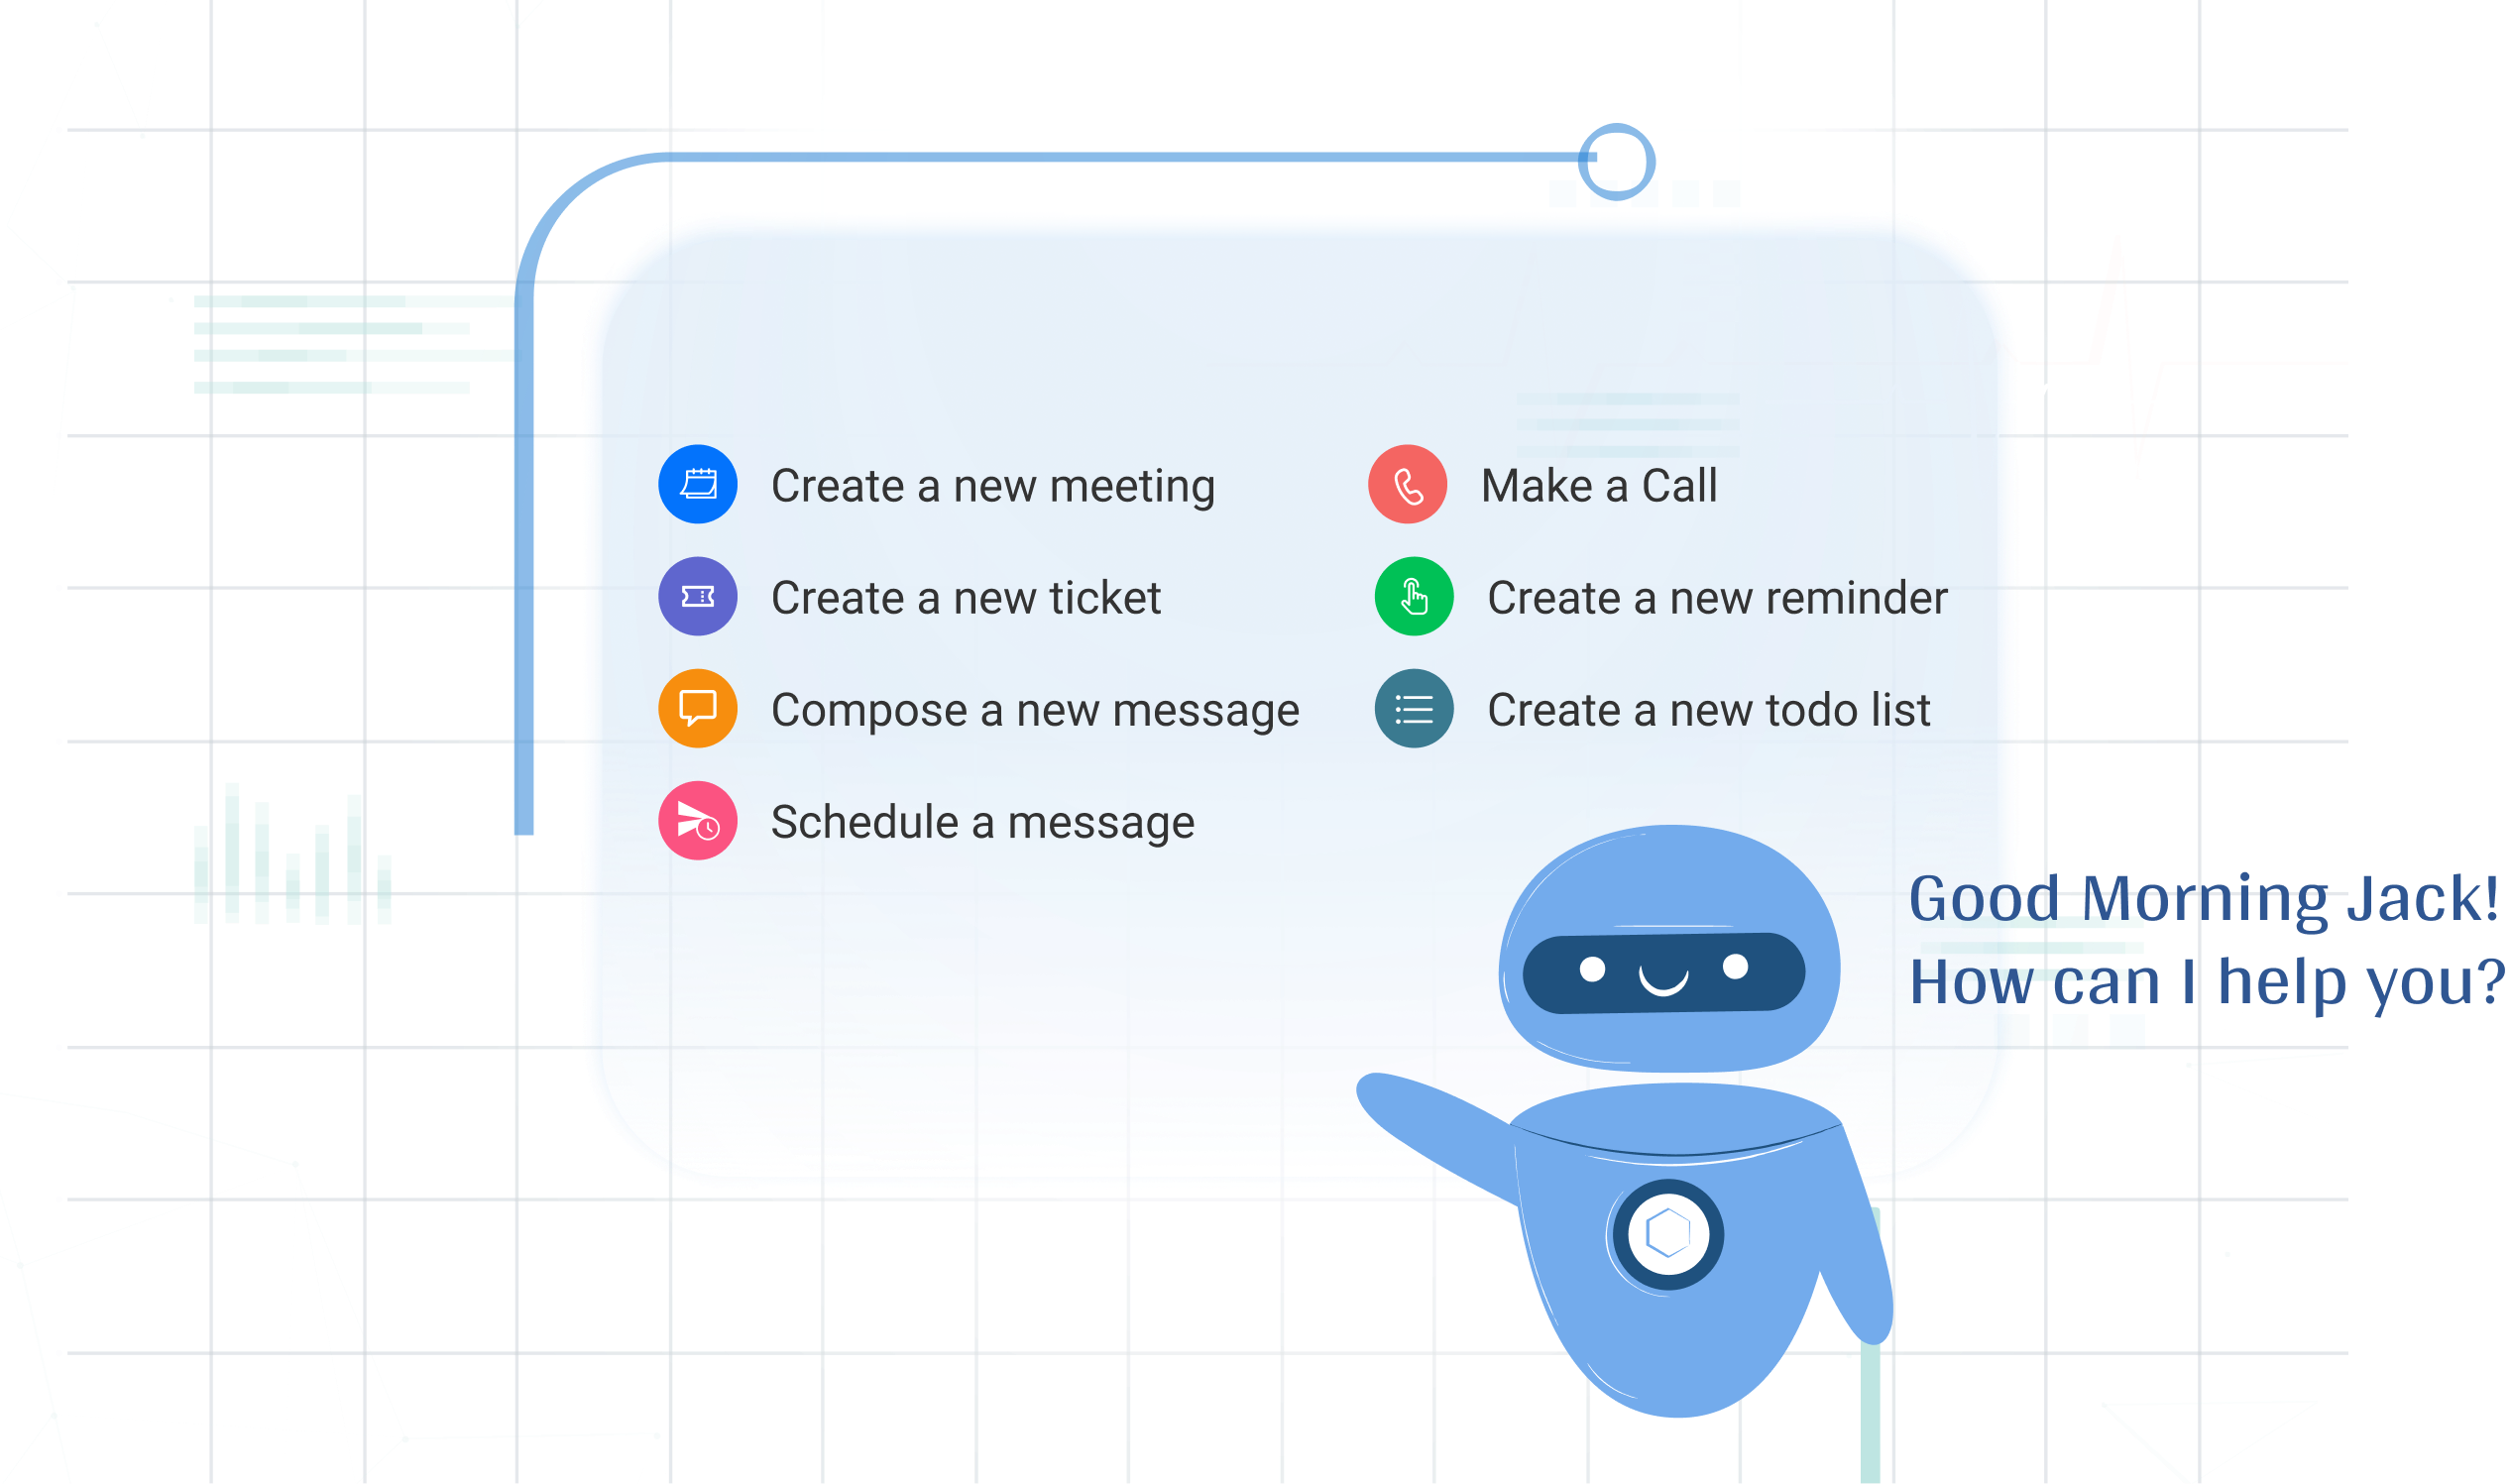 Create a new meeting
Make a Call
Create a new ticket
Create a new reminder
Compose a new message
Create a new todo list
Schedule a message
Good Morning Jack!
How can I help you?